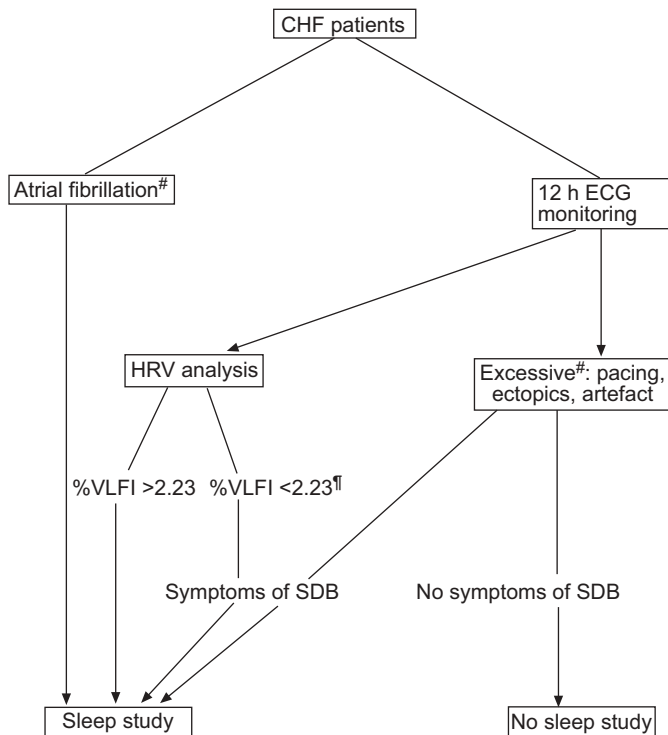 CHF patients
Atrial fibrillation#
12 h ECG
monitoring
HRV analysis
Excessive#: pacing,
ectopics, artefact
%VLFI >2.23
%VLFI <2.23¶
Symptoms of SDB
No symptoms of SDB
Sleep study
No sleep study